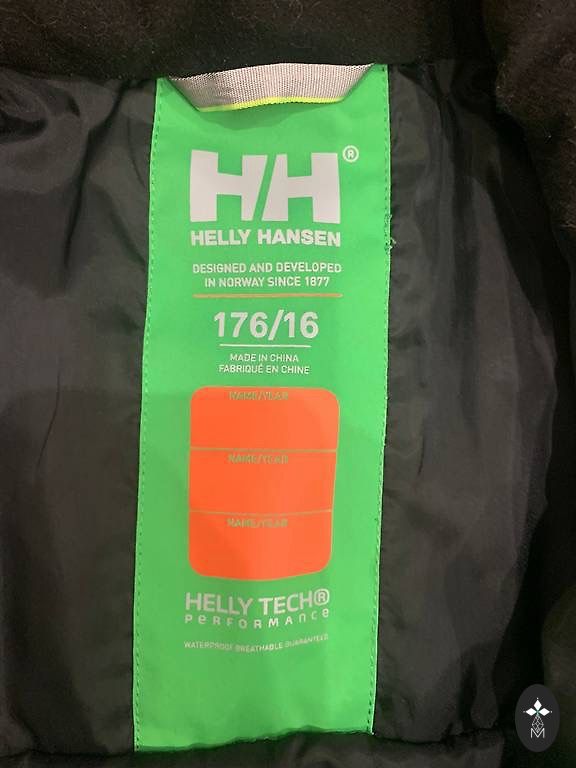 HH®
HELLY HANSEN
DESIGNED AND DEVELOPED
IN NORWAY SINCE 1877
176/16
MADE IN CHINA
FABRIQUÉ EN CHINE
NAME/YEAR
NAME/YEAR
NAME/YEAR
HELLY TECH®
PERFORMANCE
WATERPROOF BREATHABLE GUARANTEED
M